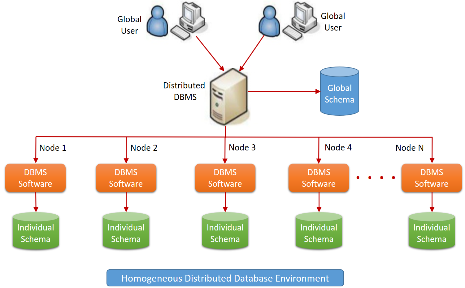 Global
User
Global
User
Distributed
DBMS
Global
Schema
Node 1
Node 2
Node 3
Node 4
Node N
DBMS
Software
DBMS
Software
DBMS
Software
DBMS
Software
DBMS
Software
Individual
Schema
Individual
Schema
Individual
Schema
Individual
Schema
Individual
Schema
Homogeneous Distributed Database Environment